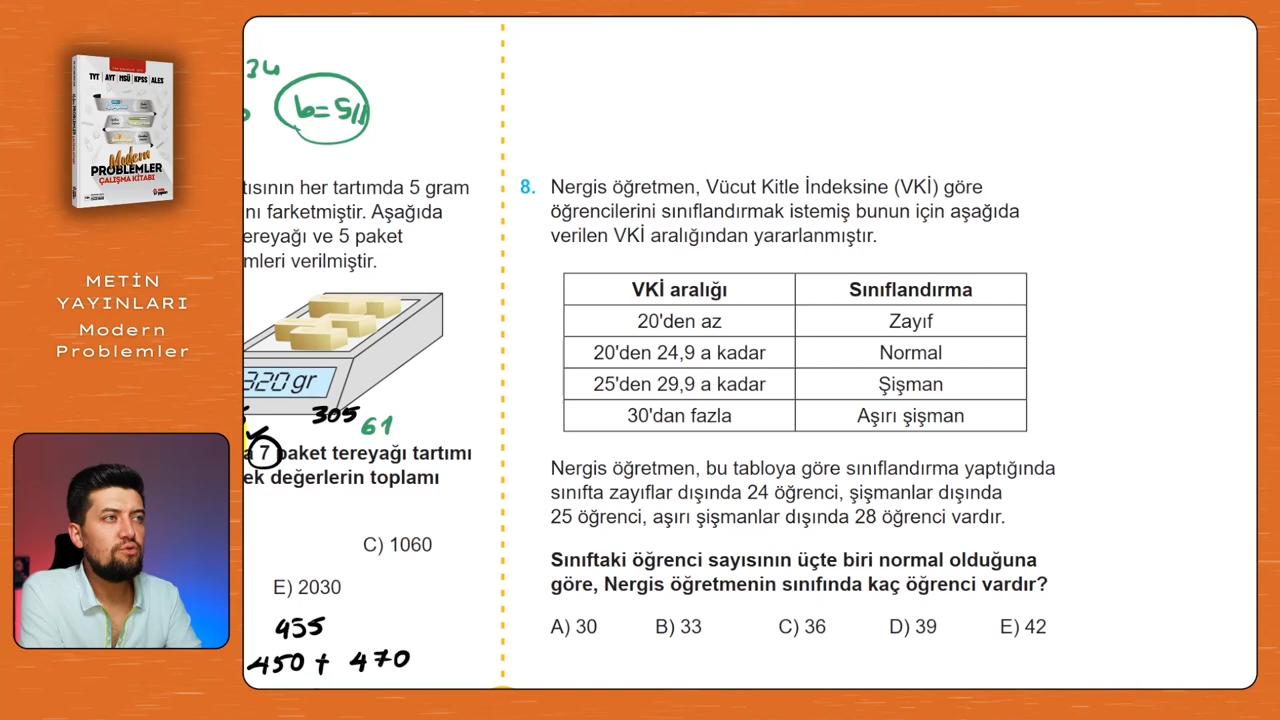 TYT AYT MSÜ KPSS ALES
Modern
PROBLEMLER
ÇALIŞMA KİTABI
METİN
YAYINLARI
Modern
Problemler
34
b=511
tısının her tartımda 5 gram
nı farketmiştir. Aşağıda
ereyağı ve 5 paket
mleri verilmiştir.
320 gr
305
61
a 7 paket tereyağı tartımı
ek değerlerin toplamı
C) 1060
E) 2030
455
450 + 470
8. Nergis öğretmen, Vücut Kitle İndeksine (VKİ) göre
öğrencilerini sınıflandırmak istemiş bunun için aşağıda
verilen VKİ aralığından yararlanmıştır.
VKİ aralığı Sınıflandırma
20'den az Zayıf
20'den 24,9 a kadar Normal
25'den 29,9 a kadar Şişman
30'dan fazla Aşırı şişman
Nergis öğretmen, bu tabloya göre sınıflandırma yaptığında
sınıfta zayıflar dışında 24 öğrenci, şişmanlar dışında
25 öğrenci, aşırı şişmanlar dışında 28 öğrenci vardır.
Sınıftaki öğrenci sayısının üçte biri normal olduğuna
göre, Nergis öğretmenin sınıfında kaç öğrenci vardır?
A) 30 B) 33 C) 36 D) 39 E) 42